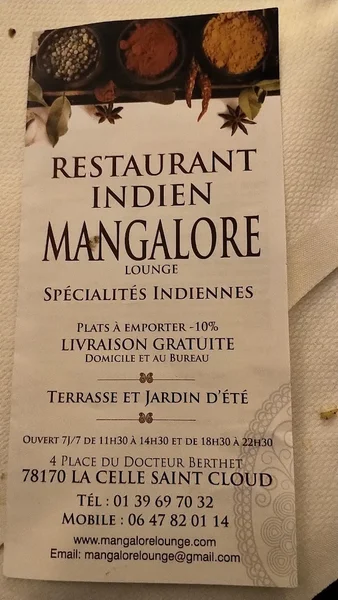 RESTAURANT
INDIEN
MANGALORE
LOUNGE
SPÉCIALITÉS INDIENNES
PLATS À EMPORTER -10%
LIVRAISON GRATUITE
DOMICILE ET AU BUREAU
TERRASSE ET JARDIN D'ÉTÉ
OUVERT 7J/7 DE 11H30 À 14H30 ET DE 18H30 À 22H30
4 PLACE DU DOCTEUR BERTHET
78170 LA CELLE SAINT CLOUD
TÉL : 01 39 69 70 32
MOBILE : 06 47 82 01 14
www.mangalorelounge.com
Email: mangalorelounge@gmail.com